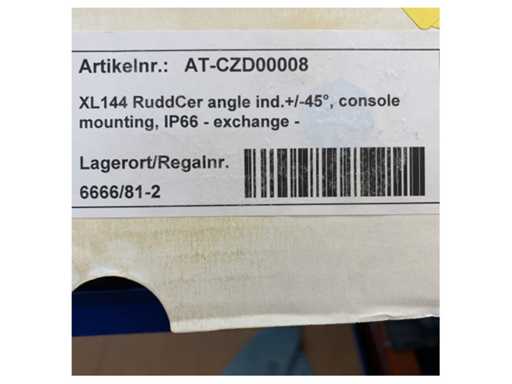 Artikelnr.: AT-CZD00008
XL144 RuddCer angle ind.+/-45°, console
mounting, IP66 - exchange -
Lagerort/Regalnr.
6666/81-2